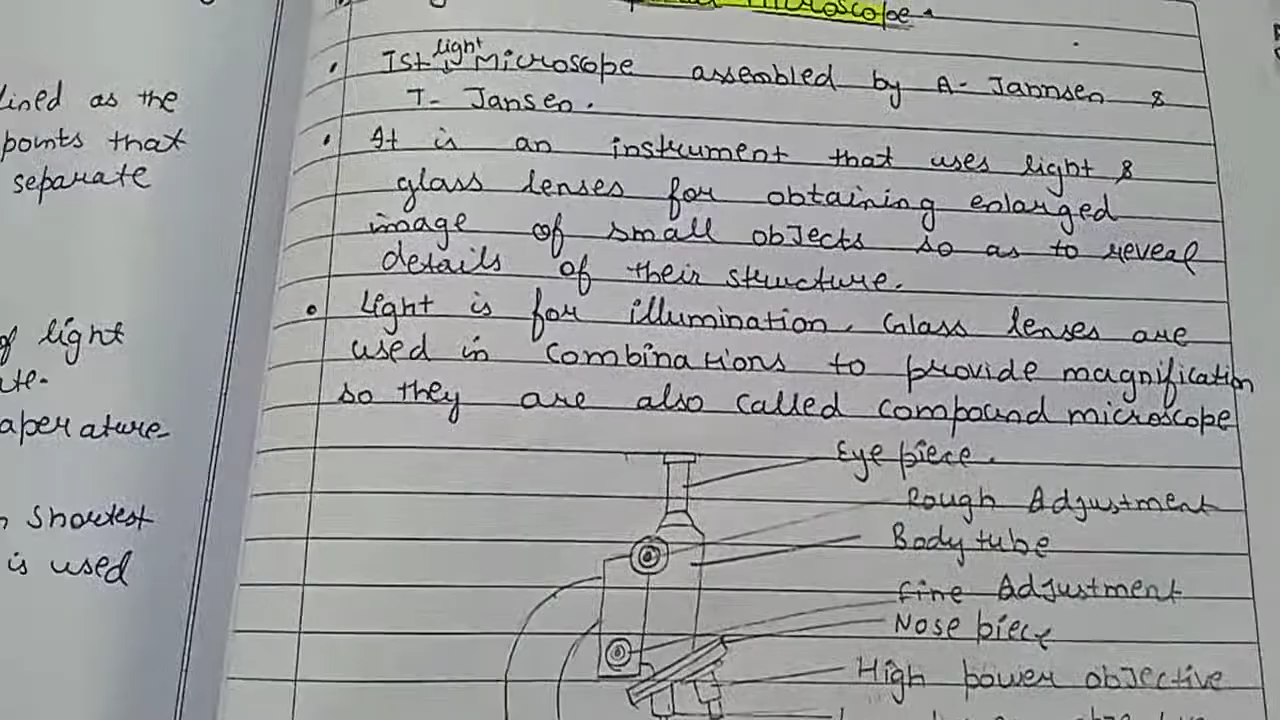 lined as the
points that
separate
of light
aperature
shortest
is used
microscope
Ist light Microscope assembled by A- Jannsen &
T- Jansen.
It is an instrument that uses light &
glass lenses for obtaining enlarged
image of small objects so as to reveal
details of their structure.
Light is for illumination. Glass lenses are
used in combinations to provide magnification
so they are also called compound microscope
Eye piece.
Rough Adjustment
Body tube
fine Adjustment
Nose piece
High power objective